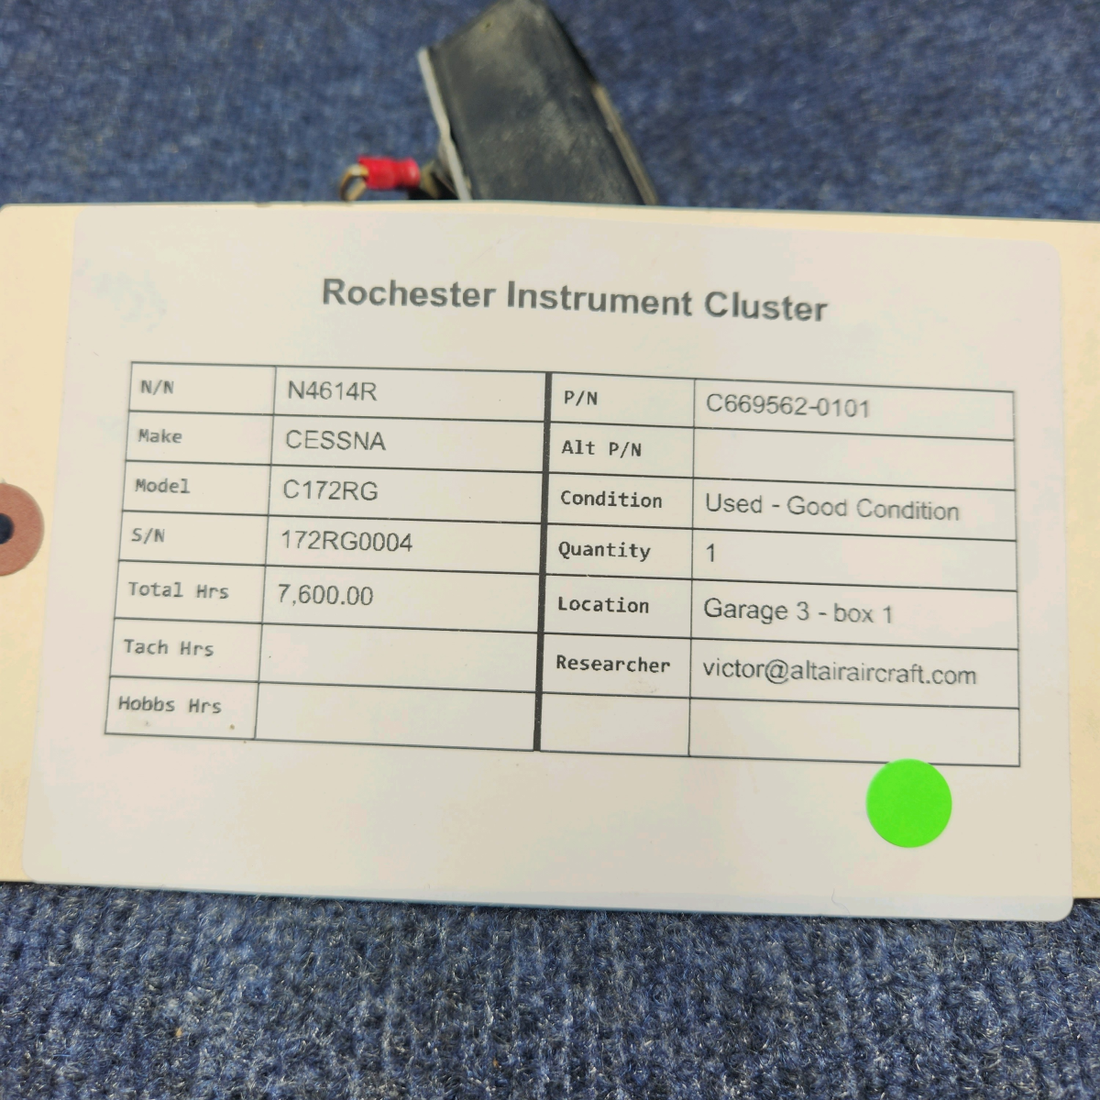 Rochester Instrument Cluster
N/N N4614R P/N C669562-0101
Make CESSNA Alt P/N
Model C172RG Condition Used - Good Condition
S/N 172RG0004 Quantity 1
Total Hrs 7,600.00 Location Garage 3 - box 1
Tach Hrs Researcher victor@altairaircraft.com
Hobbs Hrs